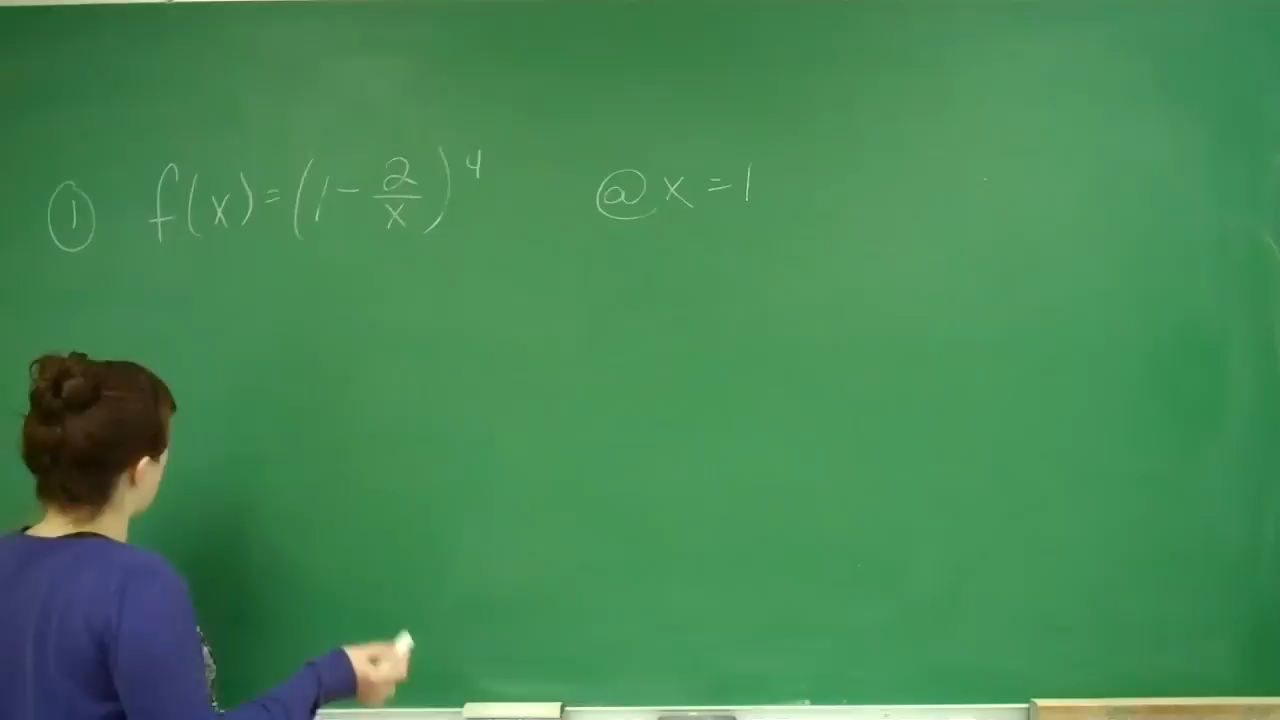 ① f(x)=(1-2/x)^4 @ x=1